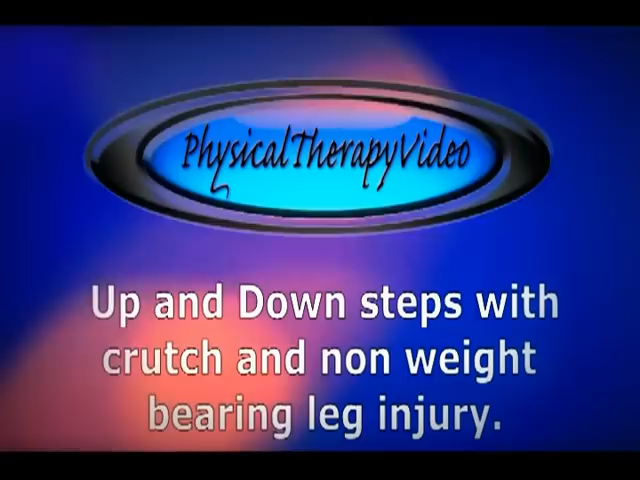 PhysicalTherapyVideo
Up and Down steps with
crutch and non weight
bearing leg injury.